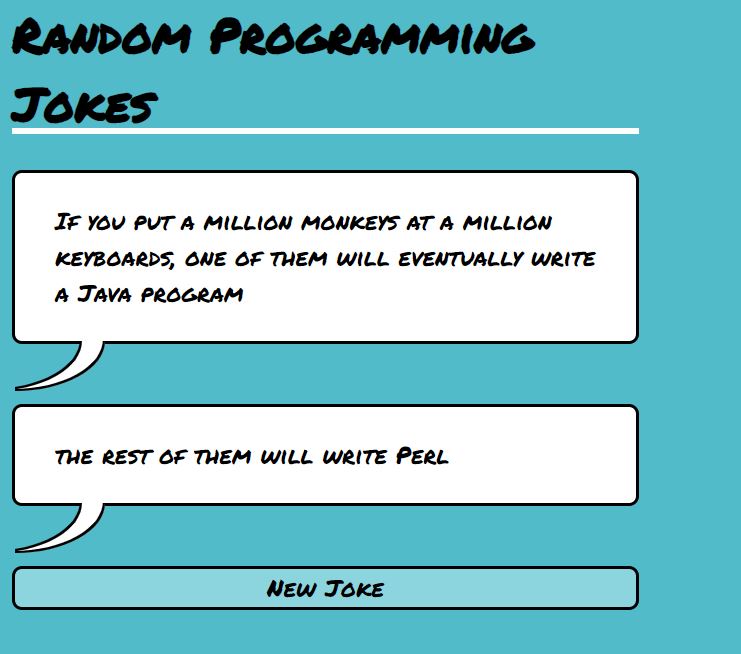 Random Programming
Jokes
If you put a million monkeys at a million
keyboards, one of them will eventually write
a Java program
the rest of them will write Perl
New Joke